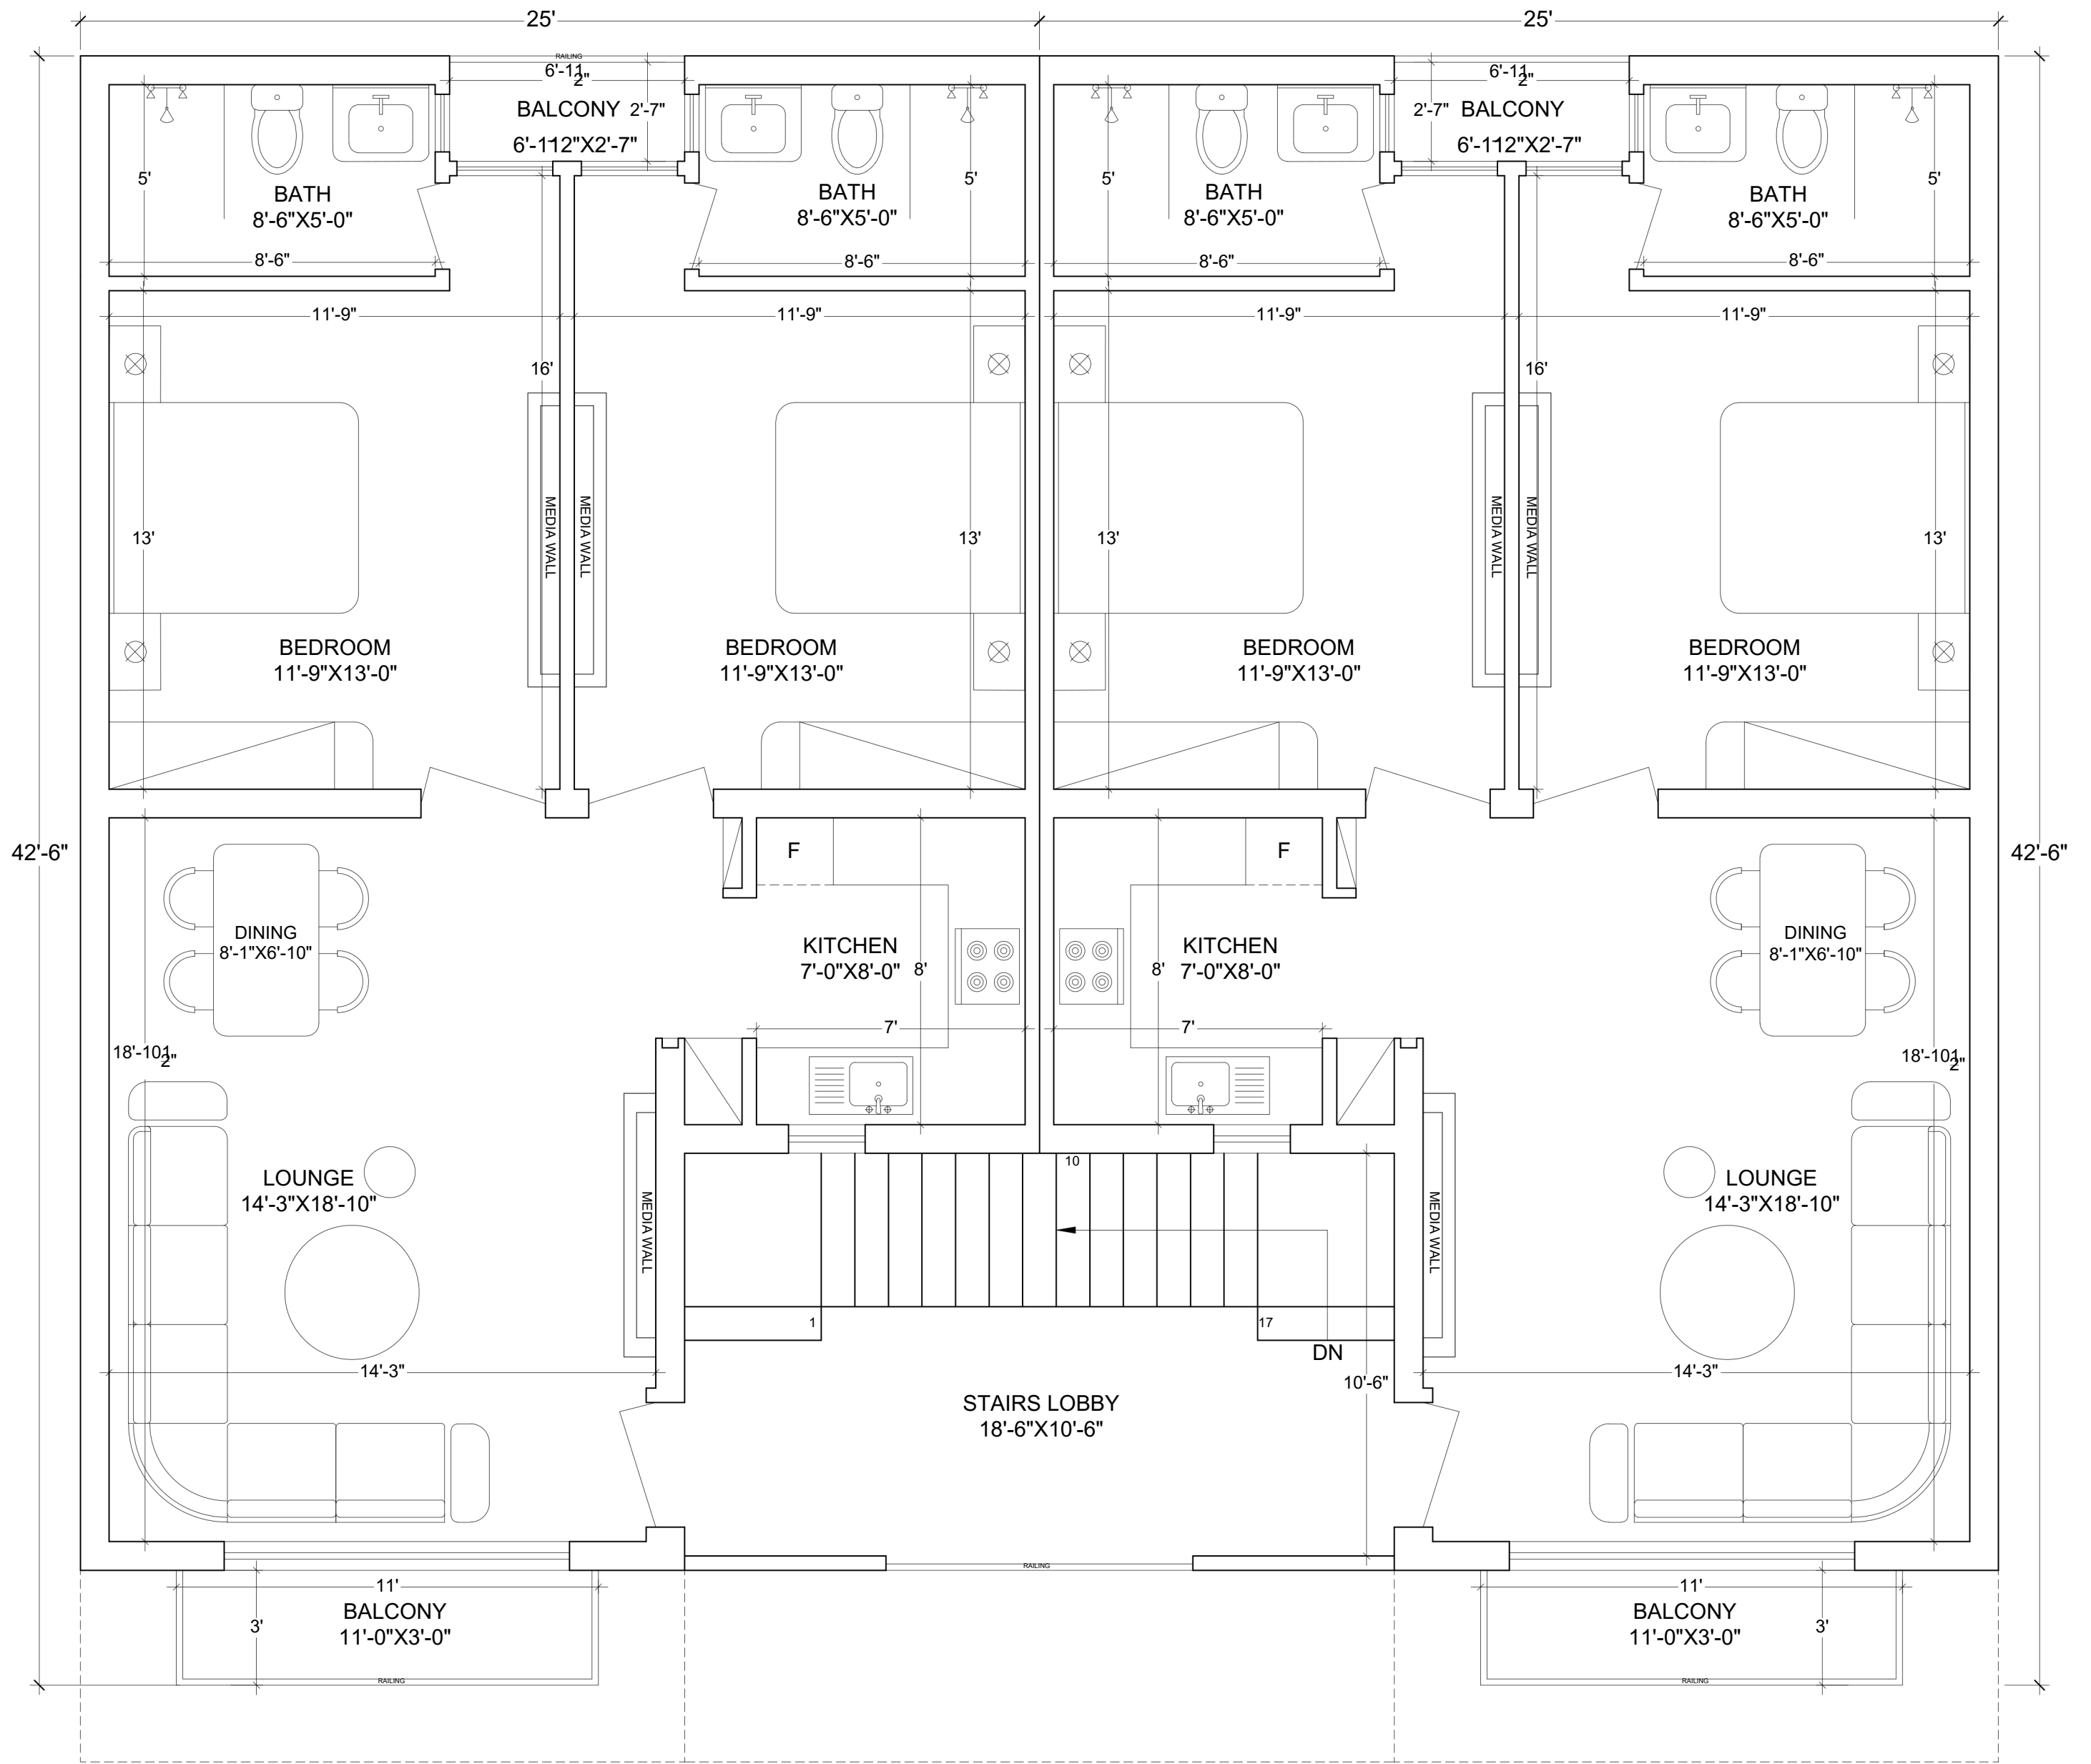 25'
25'
RAILING
6'-11
2"
6'-11
2"
BALCONY
2'-7"
6'-112"X2'-7"
2'-7"
BALCONY
6'-112"X2'-7"
5'
BATH
8'-6"X5'-0"
BATH
8'-6"X5'-0"
5'
5'
BATH
8'-6"X5'-0"
BATH
8'-6"X5'-0"
5'
8'-6"
8'-6"
8'-6"
8'-6"
11'-9"
11'-9"
11'-9"
11'-9"
16'
16'
13'
MEDIA WALL
MEDIA WALL
13'
13'
MEDIA WALL
MEDIA WALL
13'
BEDROOM
11'-9"X13'-0"
BEDROOM
11'-9"X13'-0"
BEDROOM
11'-9"X13'-0"
BEDROOM
11'-9"X13'-0"
42'-6"
F
F
42'-6"
DINING
8'-1"X6'-10"
KITCHEN
7'-0"X8'-0"
8'
8'
KITCHEN
7'-0"X8'-0"
DINING
8'-1"X6'-10"
7'
7'
18'-101
2"
18'-101
2"
LOUNGE
14'-3"X18'-10"
MEDIA WALL
10
MEDIA WALL
LOUNGE
14'-3"X18'-10"
1
17
DN
14'-3"
10'-6"
14'-3"
STAIRS LOBBY
18'-6"X10'-6"
RAILING
11'
BALCONY
11'-0"X3'-0"
3'
RAILING
11'
BALCONY
11'-0"X3'-0"
3'
RAILING